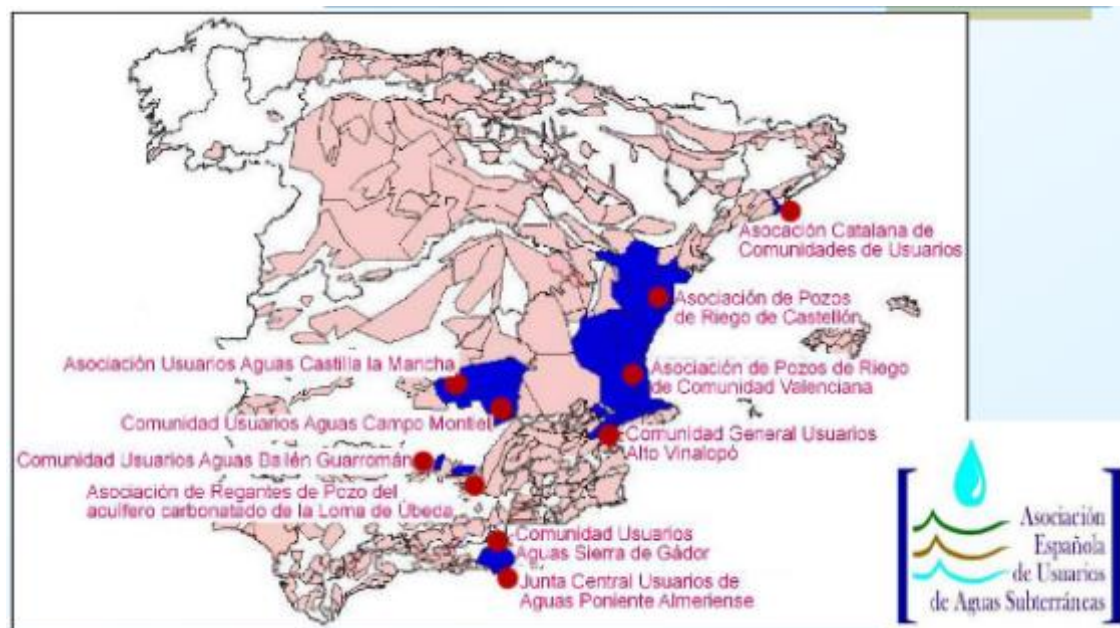 Asocación Catalana de
Comunidades de Usuarios
Asociación de Pozos
de Riego de Castellón
Asociación Usuarios Aguas Castilla la Mancha
Asociación de Pozos de Riego
de Comunidad Valenciana
Comunidad Usuarios Aguas Campo Montiel
Comunidad General Usuarios
Alto Vinalopó
Comunidad Usuarios Aguas Bailén Guarromán
Asociación de Regantes de Pozo del
acuífero carbonatado de la Loma de Úbeda
Comunidad Usuarios
Aguas Sierra de Gádor
Junta Central Usuarios de
Aguas Poniente Almeriense
Asociación
Española
de Usuarios
de Aguas Subterráneas